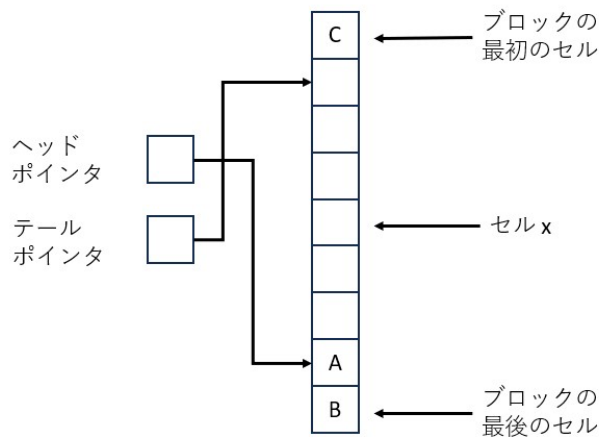 C
ブロックの
最初のセル
ヘッド
ポインタ
テール
ポインタ
セル x
A
B
ブロックの
最後のセル